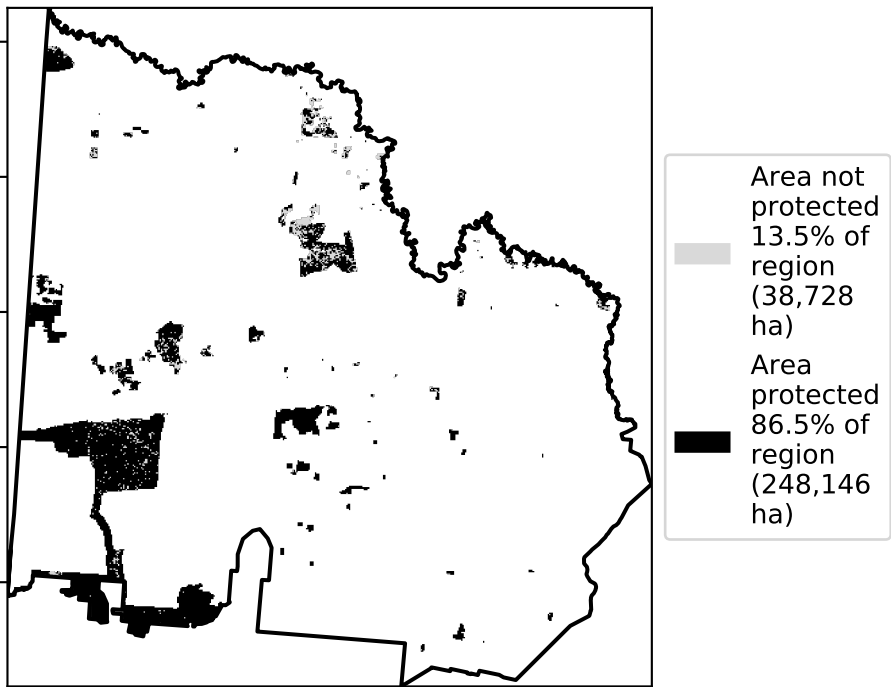 Area not
protected
13.5% of
region
(38,728
ha)
Area
protected
86.5% of
region
(248,146
ha)